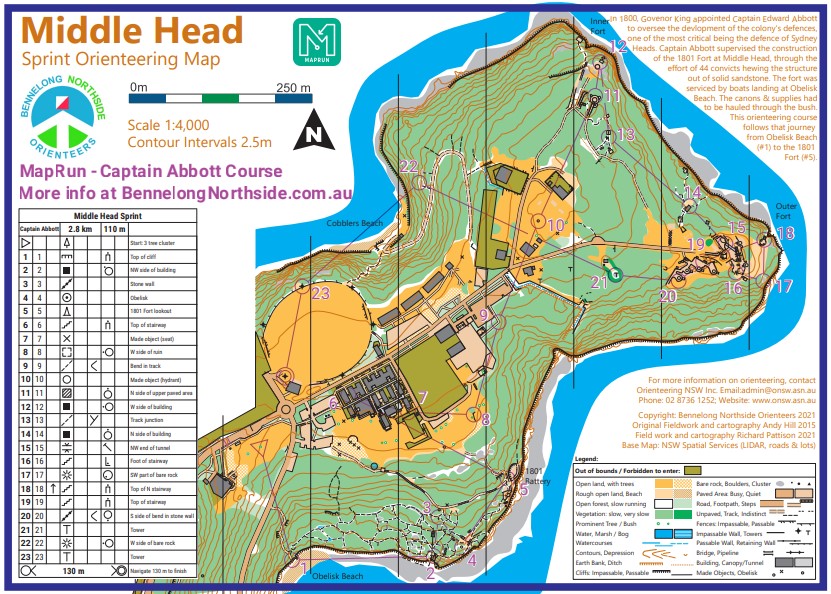 Middle Head
Sprint Orienteering Map
MAPRUN
BENNELONG NORTHSIDE
ORIENTEERS
0m
250 m
Scale 1:4,000
Contour Intervals 2.5m
N
MapRun - Captain Abbott Course
More info at BennelongNorthside.com.au
In 1800, Govenor King appointed Captain Edward Abbott
to oversee the devlopment of the colony's defences,
one of the most critical being the defence of Sydney
Heads. Captain Abbott supervised the construction
of the 1801 Fort at Middle Head, through the
effort of 44 convicts hewing the structure
out of solid sandstone. The fort was
serviced by boats landing at Obelisk
Beach. The canons & supplies had
to be hauled through the bush.
This orienteering course
follows that journey
from Obelisk Beach
(#1) to the 1801
Fort (#5).
Middle Head Sprint
Captain Abbott 2.8 km 110 m
Start: 3 tree cluster
1 1 Top of cliff
2 2 NW side of building
3 3 Stone wall
4 4 Obelisk
5 5 1801 Fort lookout
6 6 Top of stairway
7 7 Made object (seat)
8 8 W side of ruin
9 9 Bend in track
10 10 Made object (hydrant)
11 11 N side of upper paved area
12 12 W side of building
13 13 Track junction
14 14 N side of building
15 15 NW end of tunnel
16 16 Foot of stairway
17 17 SW part of bare rock
18 18 Top of N stairway
19 19 Top of stairway
20 20 S side of bend in stone wall
21 21 Tower
22 22 W side of bare rock
23 23 Tower
130 m Navigate 130 m to finish
Inner
Fort
12
11
13
22
Cobblers Beach
14
Outer
Fort
10
15
18
19
21
16
17
20
23
9
7
6
8
1801
Battery
5
4
2
1
Obelisk Beach
For more information on orienteering, contact
Orienteering NSW Inc. Email:admin@onsw.asn.au
Phone: 02 8736 1252; Website: www.onsw.asn.au
Copyright: Bennelong Northside Orienteers 2021
Original Fieldwork and cartography Andy Hill 2015
Field work and cartography Richard Pattison 2021
Base Map: NSW Spatial Services (LiDAR, roads & lots)
Legend:
Out of bounds / Forbidden to enter:
Open land, with trees
Rough open land, Beach
Open forest, slow running
Vegetation: slow, very slow
Prominent Tree / Bush
Water, Marsh / Bog
Watercourses
Contours, Depression
Earth Bank, Ditch
Cliffs: Impassable, Passable
Bare rock, Boulders, Cluster
Paved Area: Busy, Quiet
Road, Footpath, Steps
Unpaved, Track, Indistinct
Fences: Impassable, Passable
Impassable Wall, Towers
Passable Wall, Retaining Wall
Bridge, Pipeline
Building, Canopy/Tunnel
Made Objects, Obelisk